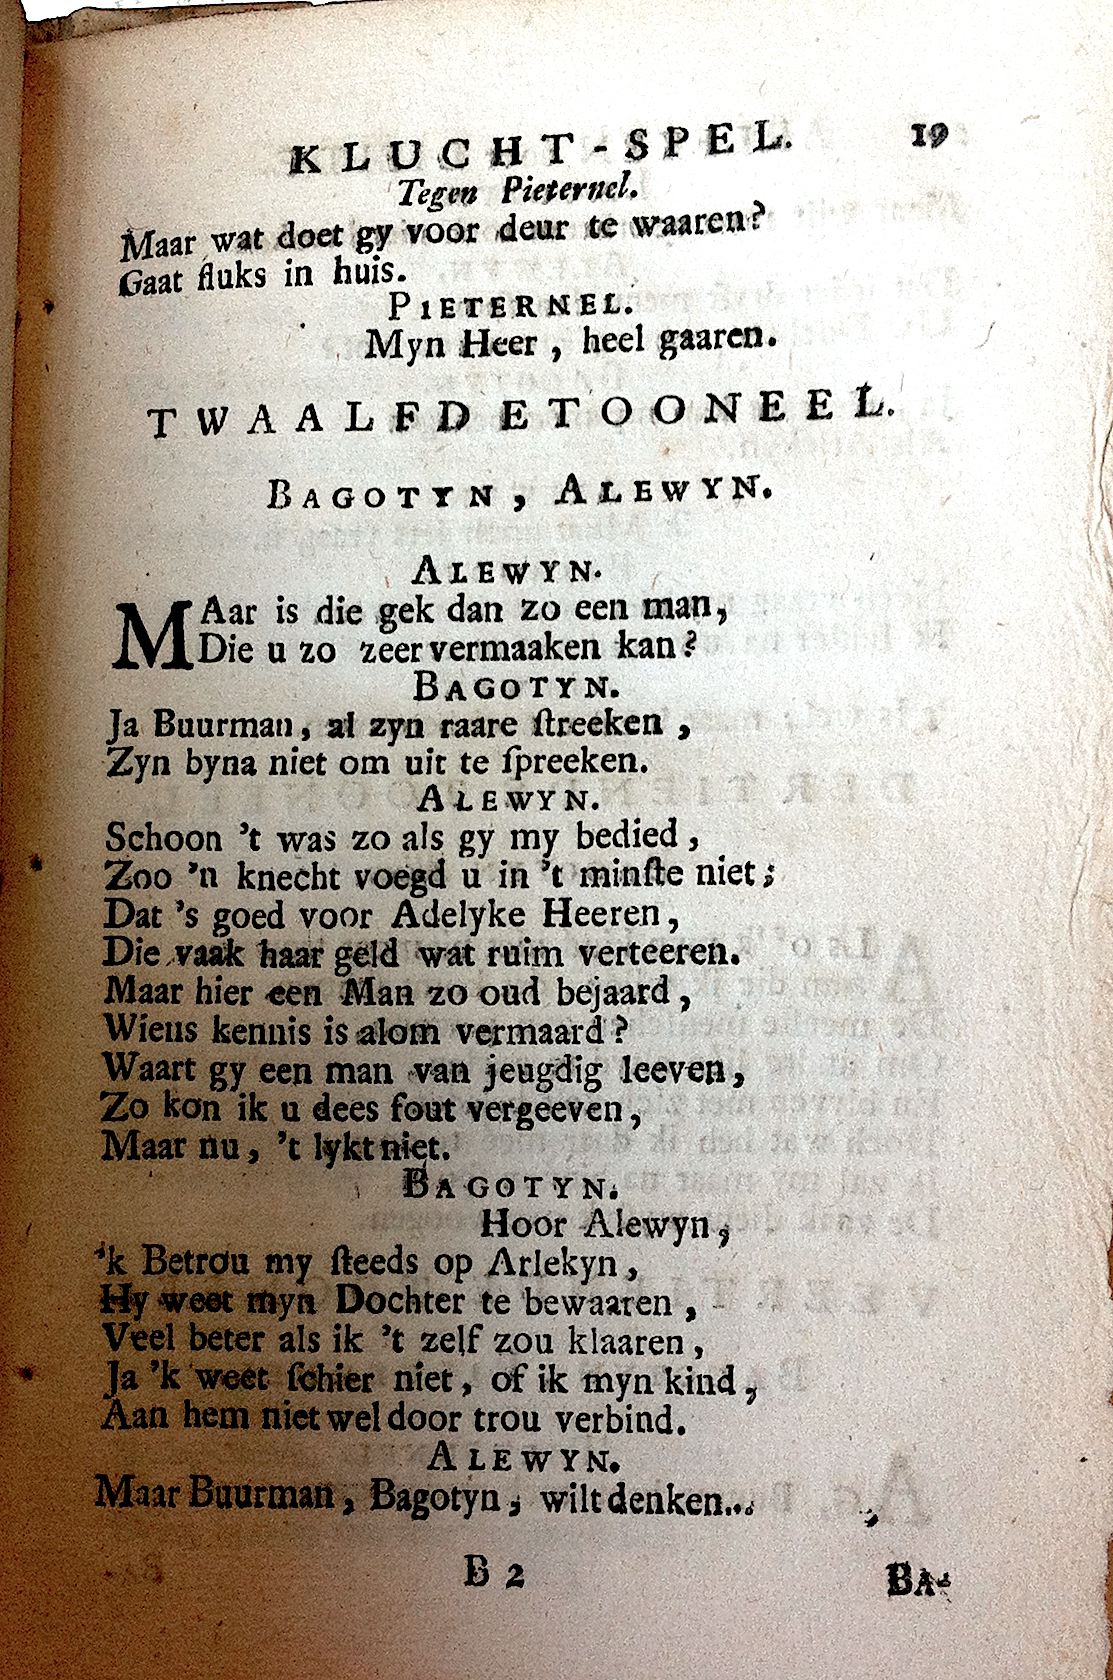 KLUCHT-SPEL. 19
Tegen Pieternel.
Maar wat doet gy voor deur te waaren?
Gaat fluks in huis.
PIETERNEL.
Myn Heer, heel gaaren.
TWAALFDE TOONEEL.
BAGOTYN, ALEWYN.
ALEWYN.
MAar is die gek dan zo een man,
Die u zo zeer vermaaken kan?
BAGOTYN.
Ja Buurman, al zyn raare ſtreeken,
Zyn byna niet om uit te ſpreeken.
ALEWYN.
Schoon 't was zo als gy my bedied,
Zoo 'n knecht voegd u in 't minſte niet;
Dat 's goed voor Adelyke Heeren,
Die vaak haar geld wat ruim verteeren.
Maar hier een Man zo oud bejaard,
Wiens kennis is alom vermaard?
Waart gy een man van jeugdig leeven,
Zo kon ik u dees fout vergeeven,
Maar nu, 't lykt niet.
BAGOTYN.
Hoor Alewyn,
'k Betrou my ſteeds op Arlekyn,
Hy weet myn Dochter te bewaaren,
Veel beter als ik 't zelf zou klaaren,
Ja 'k weet ſchier niet, of ik myn kind,
Aan hem niet wel door trou verbind.
ALEWYN.
Maar Buurman, Bagotyn, wilt denken...
B 2 BA-